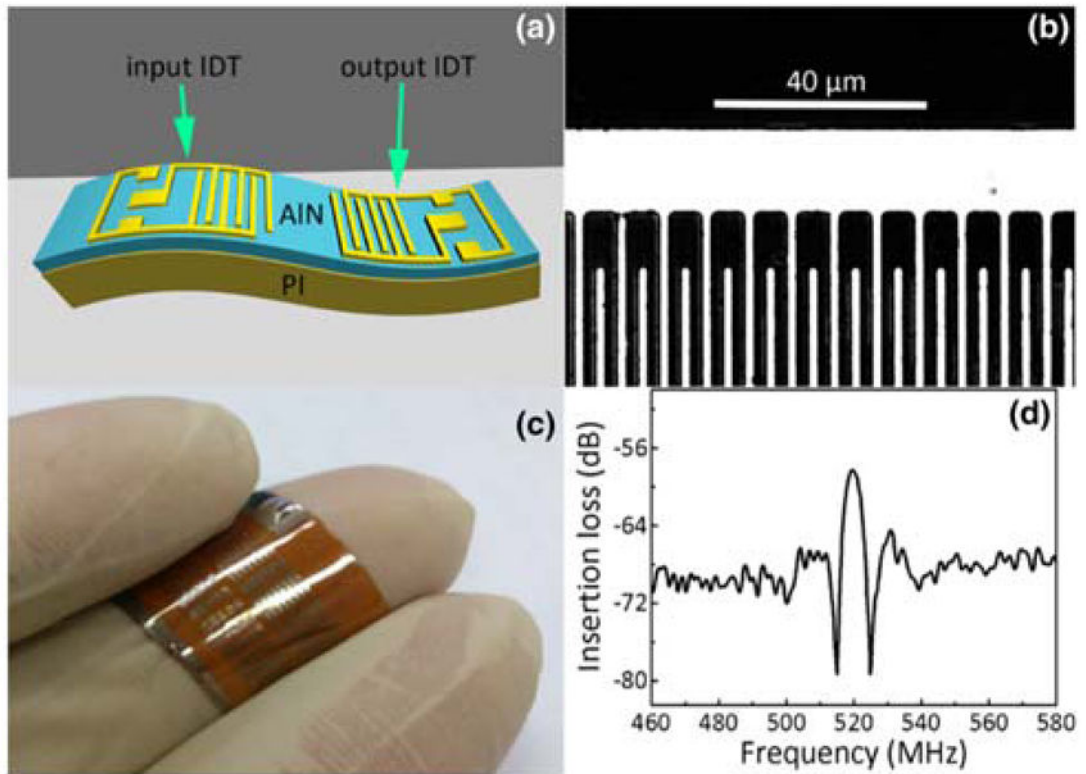 (a)
input IDT
output IDT
AlN
PI
(b)
40 μm
(c)
(d)
Insertion loss (dB)
-56
-64
-72
-80
460 480 500 520 540 560 580
Frequency (MHz)